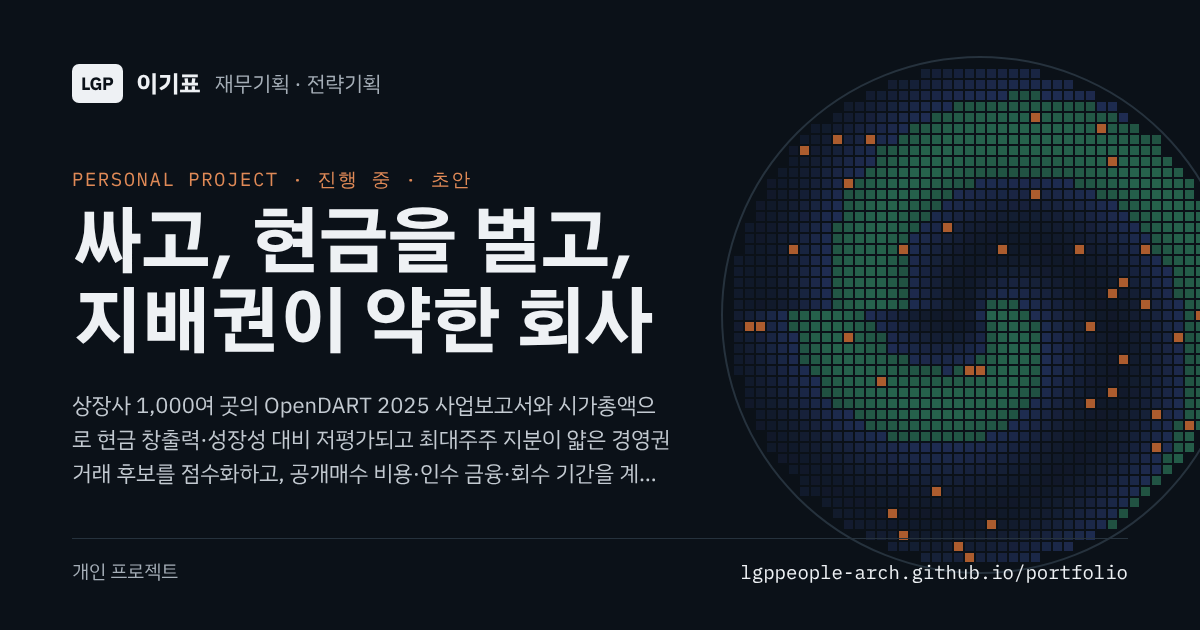 LGP 이기표 재무기획 · 전략기획
PERSONAL PROJECT · 진행 중 · 초안
싸고, 현금을 벌고,
지배권이 약한 회사
상장사 1,000여 곳의 OpenDART 2025 사업보고서와 시가총액으
로 현금 창출력·성장성 대비 저평가되고 최대주주 지분이 얇은 경영권
거래 후보를 점수화하고, 공개매수 비용·인수 금융·회수 기간을 계…
개인 프로젝트
lgppeople-arch.github.io/portfolio